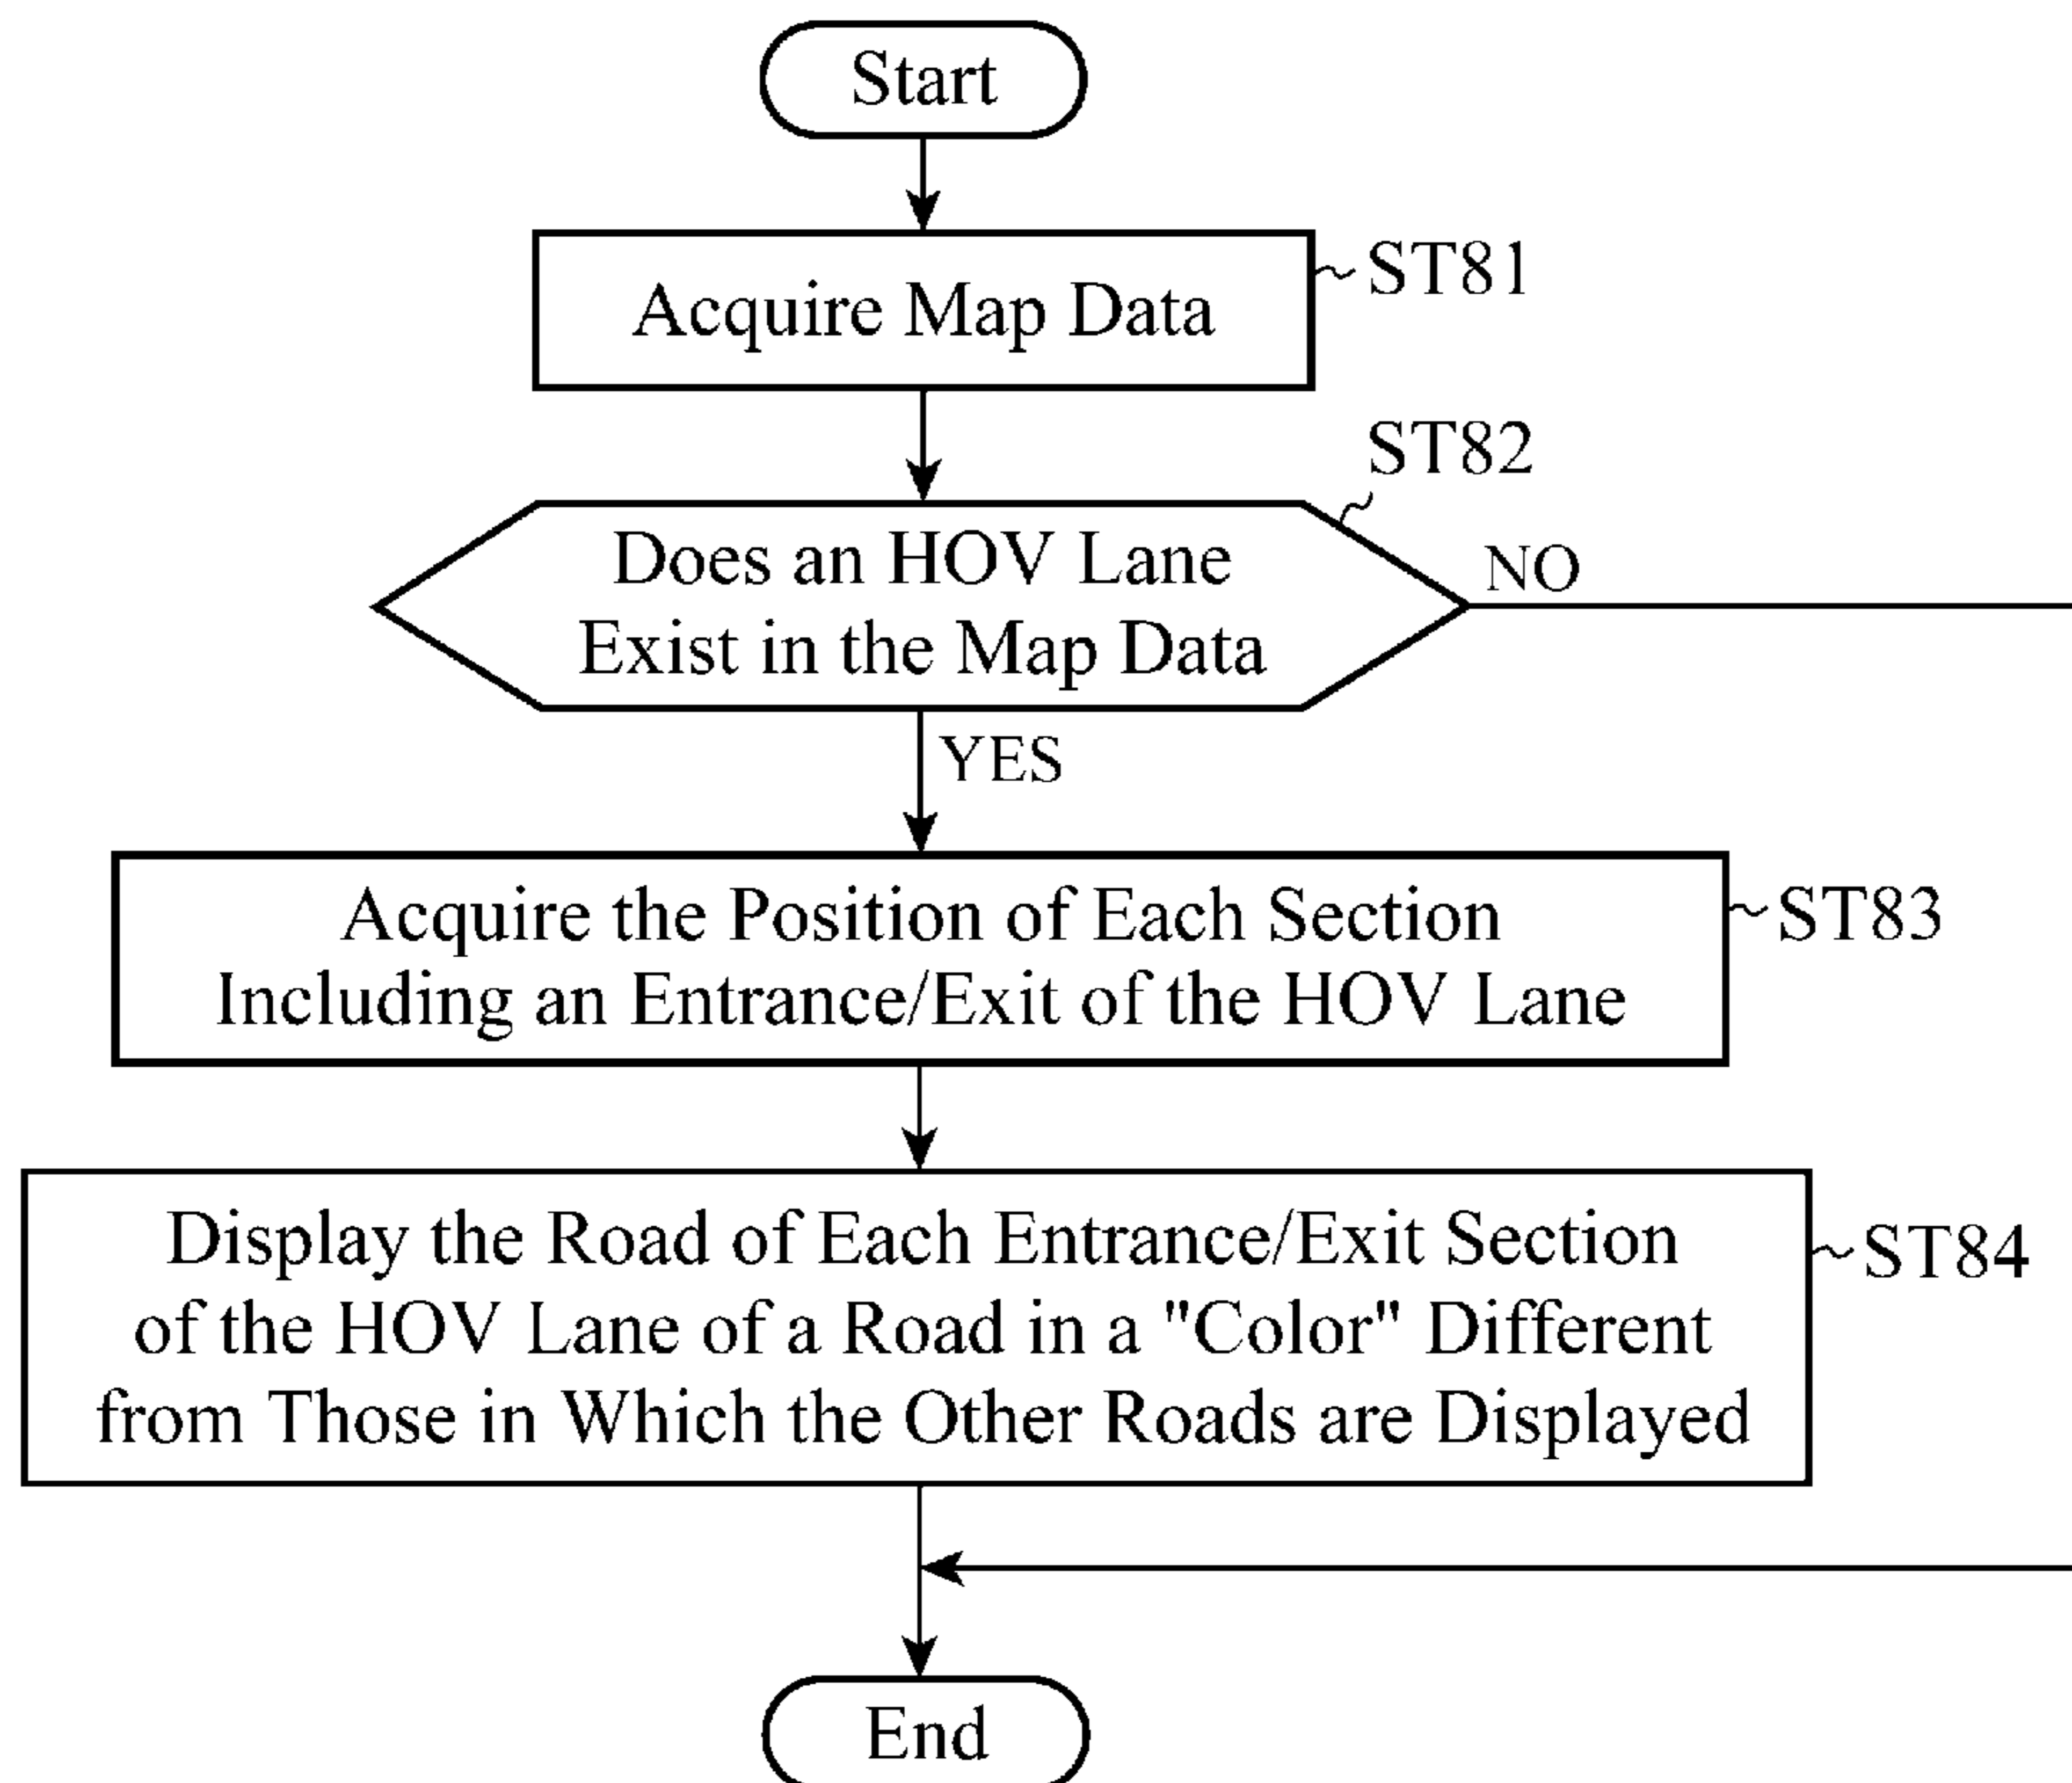 Start
Acquire Map Data
ST81
ST82
Does an HOV Lane
Exist in the Map Data
NO
YES
Acquire the Position of Each Section
Including an Entrance/Exit of the HOV Lane
ST83
Display the Road of Each Entrance/Exit Section
of the HOV Lane of a Road in a "Color" Different
from Those in Which the Other Roads are Displayed
ST84
End